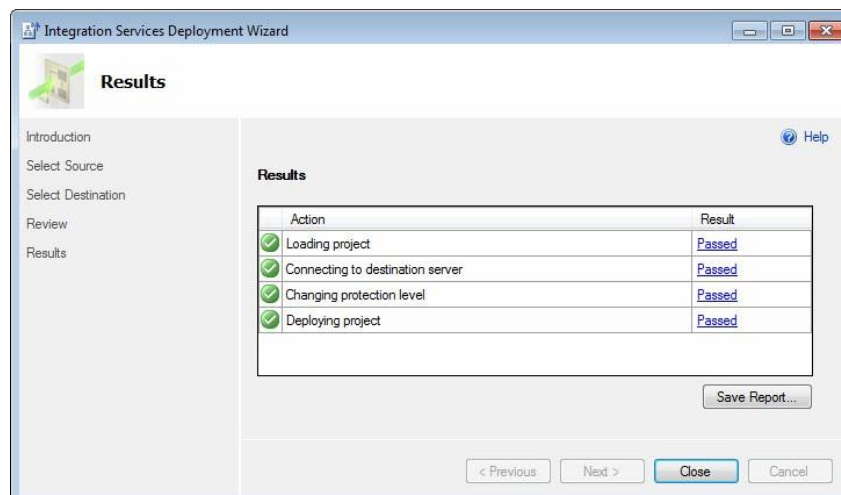 Integration Services Deployment Wizard
Results
Introduction
Select Source
Select Destination
Review
Results
Help
Results
Action Result
Loading project Passed
Connecting to destination server Passed
Changing protection level Passed
Deploying project Passed
Save Report...
< Previous Next > Close Cancel